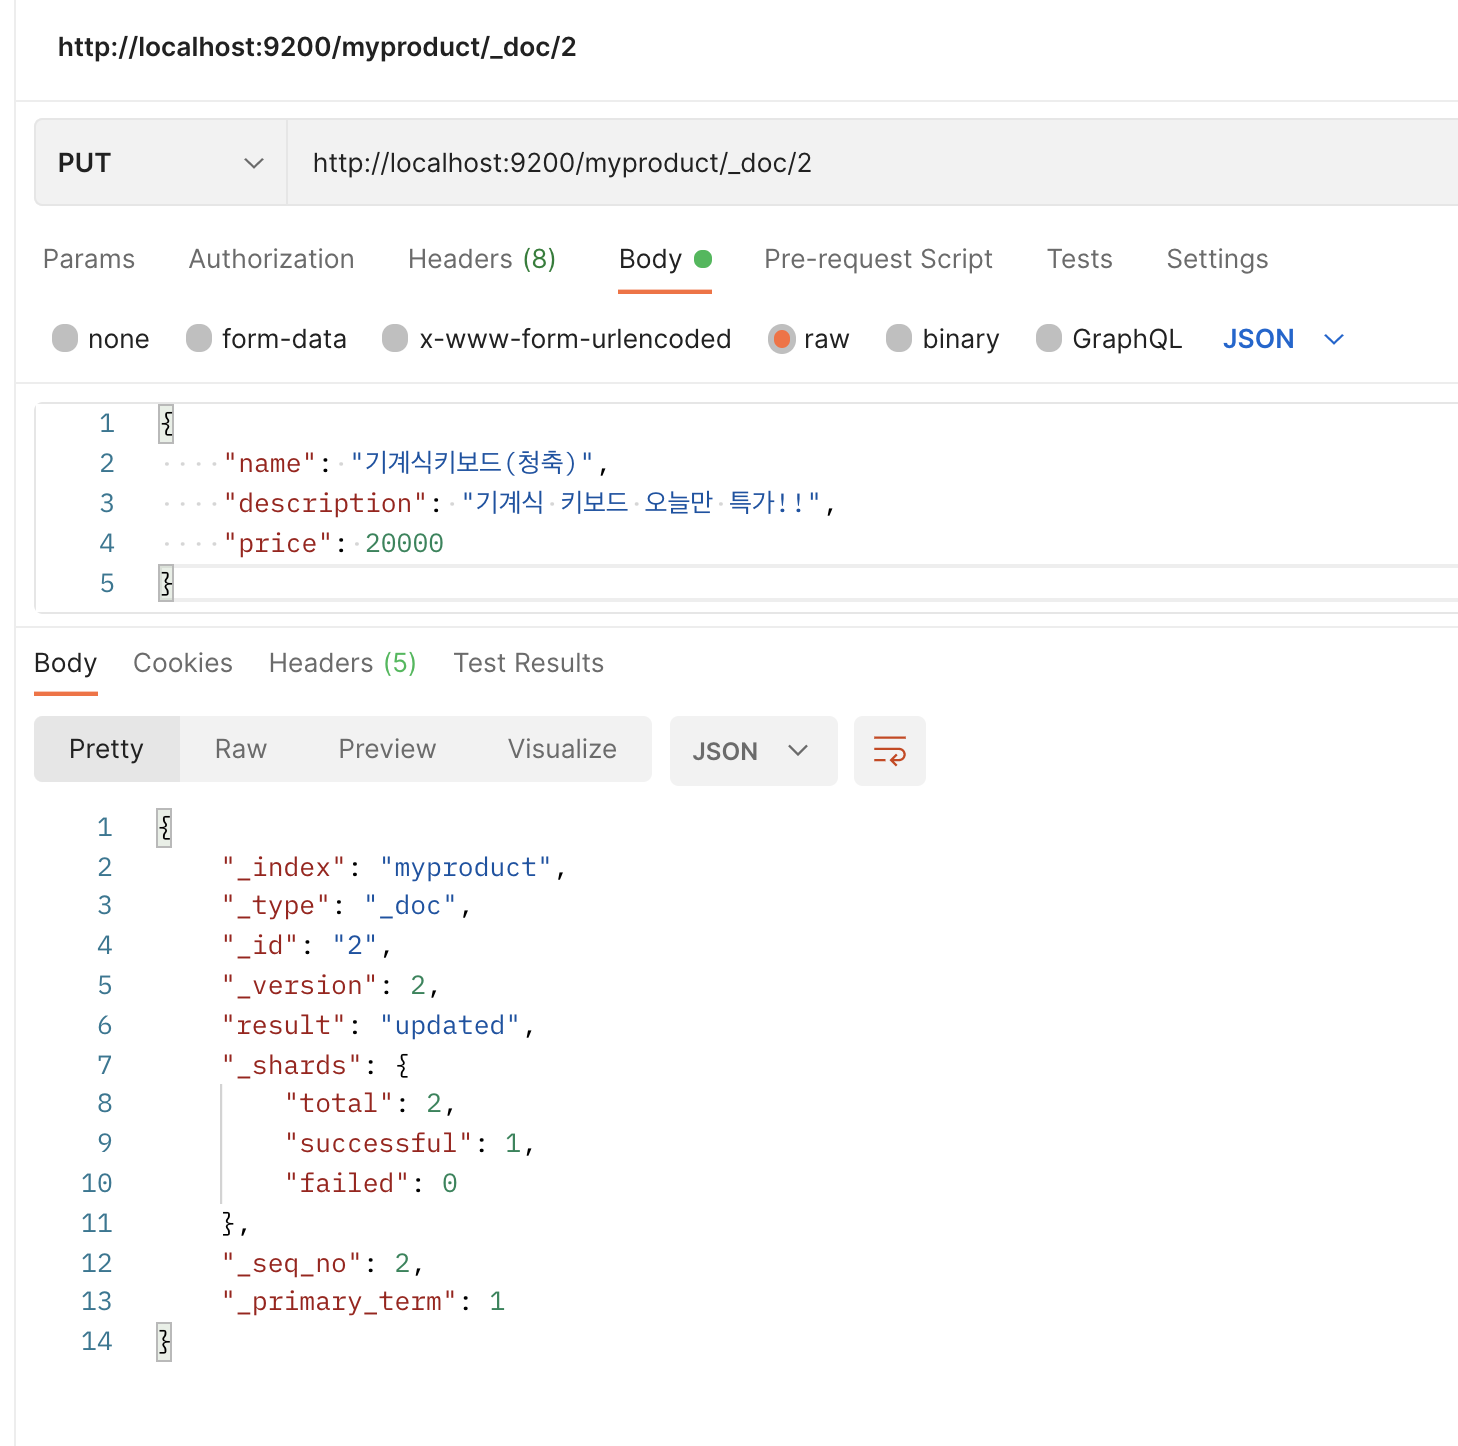 http://localhost:9200/myproduct/_doc/2
PUT http://localhost:9200/myproduct/_doc/2
Params Authorization Headers (8) Body Pre-request Script Tests Settings
none form-data x-www-form-urlencoded raw binary GraphQL JSON
1 {
2 "name": "기계식키보드(청축)",
3 "description": "기계식 키보드 오늘만 특가!!",
4 "price": 20000
5 }
Body Cookies Headers (5) Test Results
Pretty Raw Preview Visualize JSON
1 {
2 "_index": "myproduct",
3 "_type": "_doc",
4 "_id": "2",
5 "_version": 2,
6 "result": "updated",
7 "_shards": {
8 "total": 2,
9 "successful": 1,
10 "failed": 0
11 },
12 "_seq_no": 2,
13 "_primary_term": 1
14 }